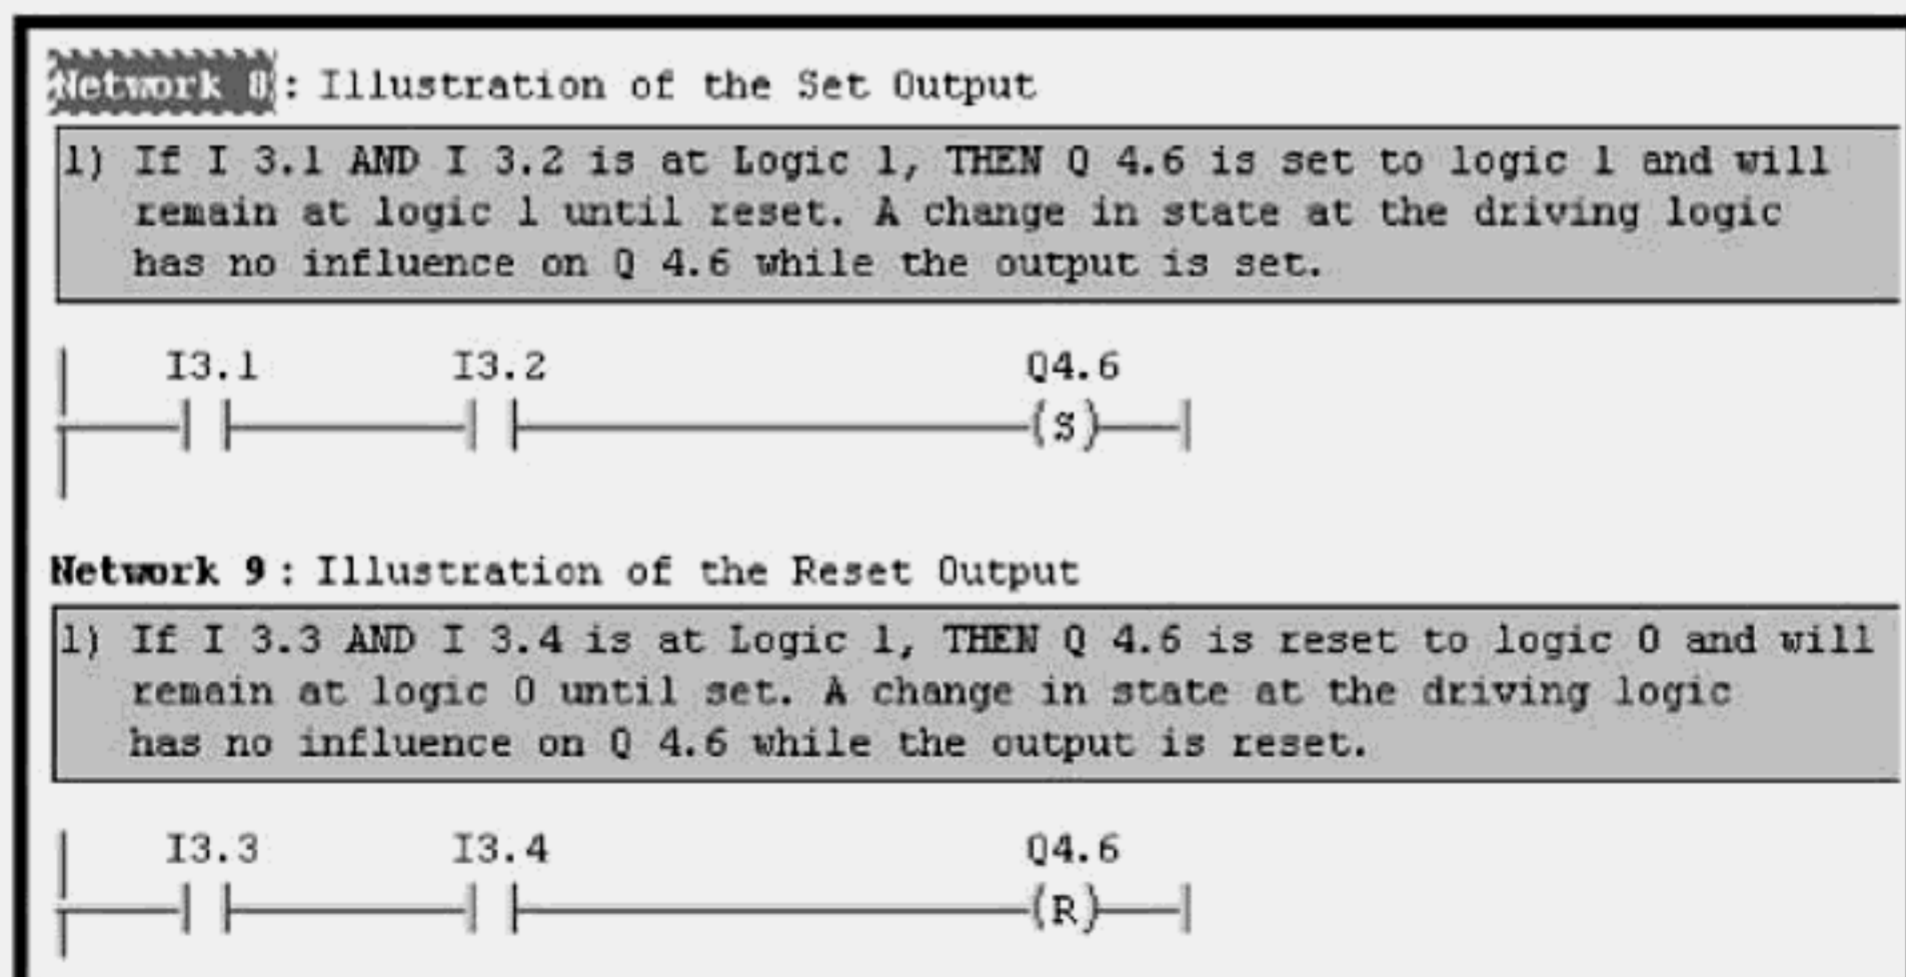 Network 8: Illustration of the Set Output
1) If I 3.1 AND I 3.2 is at Logic 1, THEN Q 4.6 is set to logic 1 and will
remain at logic 1 until reset. A change in state at the driving logic
has no influence on Q 4.6 while the output is set.
I3.1 I3.2 Q4.6
(S)
Network 9: Illustration of the Reset Output
1) If I 3.3 AND I 3.4 is at Logic 1, THEN Q 4.6 is reset to logic 0 and will
remain at logic 0 until set. A change in state at the driving logic
has no influence on Q 4.6 while the output is reset.
I3.3 I3.4 Q4.6
(R)